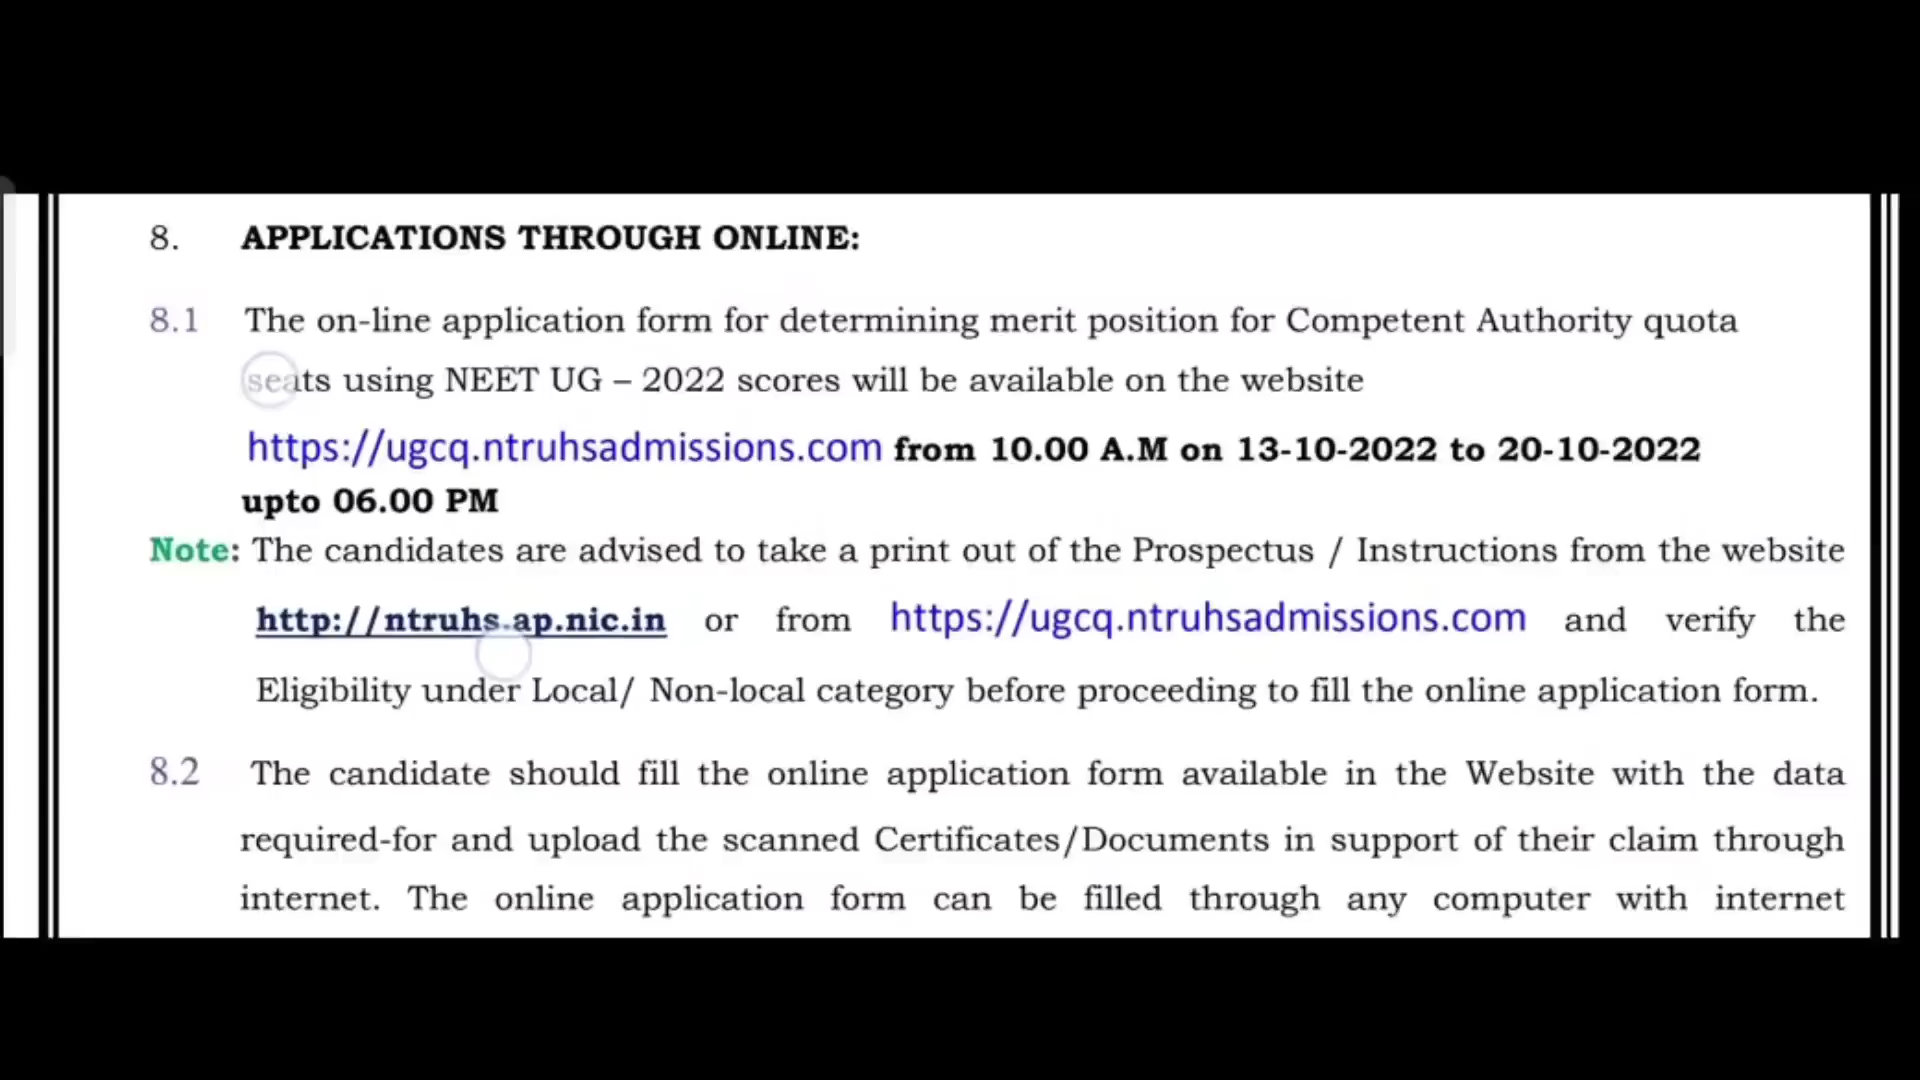 8. APPLICATIONS THROUGH ONLINE:
8.1 The on-line application form for determining merit position for Competent Authority quota
seats using NEET UG – 2022 scores will be available on the website
https://ugcq.ntruhsadmissions.com from 10.00 A.M on 13-10-2022 to 20-10-2022
upto 06.00 PM
Note: The candidates are advised to take a print out of the Prospectus / Instructions from the website
http://ntruhs.ap.nic.in or from https://ugcq.ntruhsadmissions.com and verify the
Eligibility under Local/ Non-local category before proceeding to fill the online application form.
8.2 The candidate should fill the online application form available in the Website with the data
required-for and upload the scanned Certificates/Documents in support of their claim through
internet. The online application form can be filled through any computer with internet